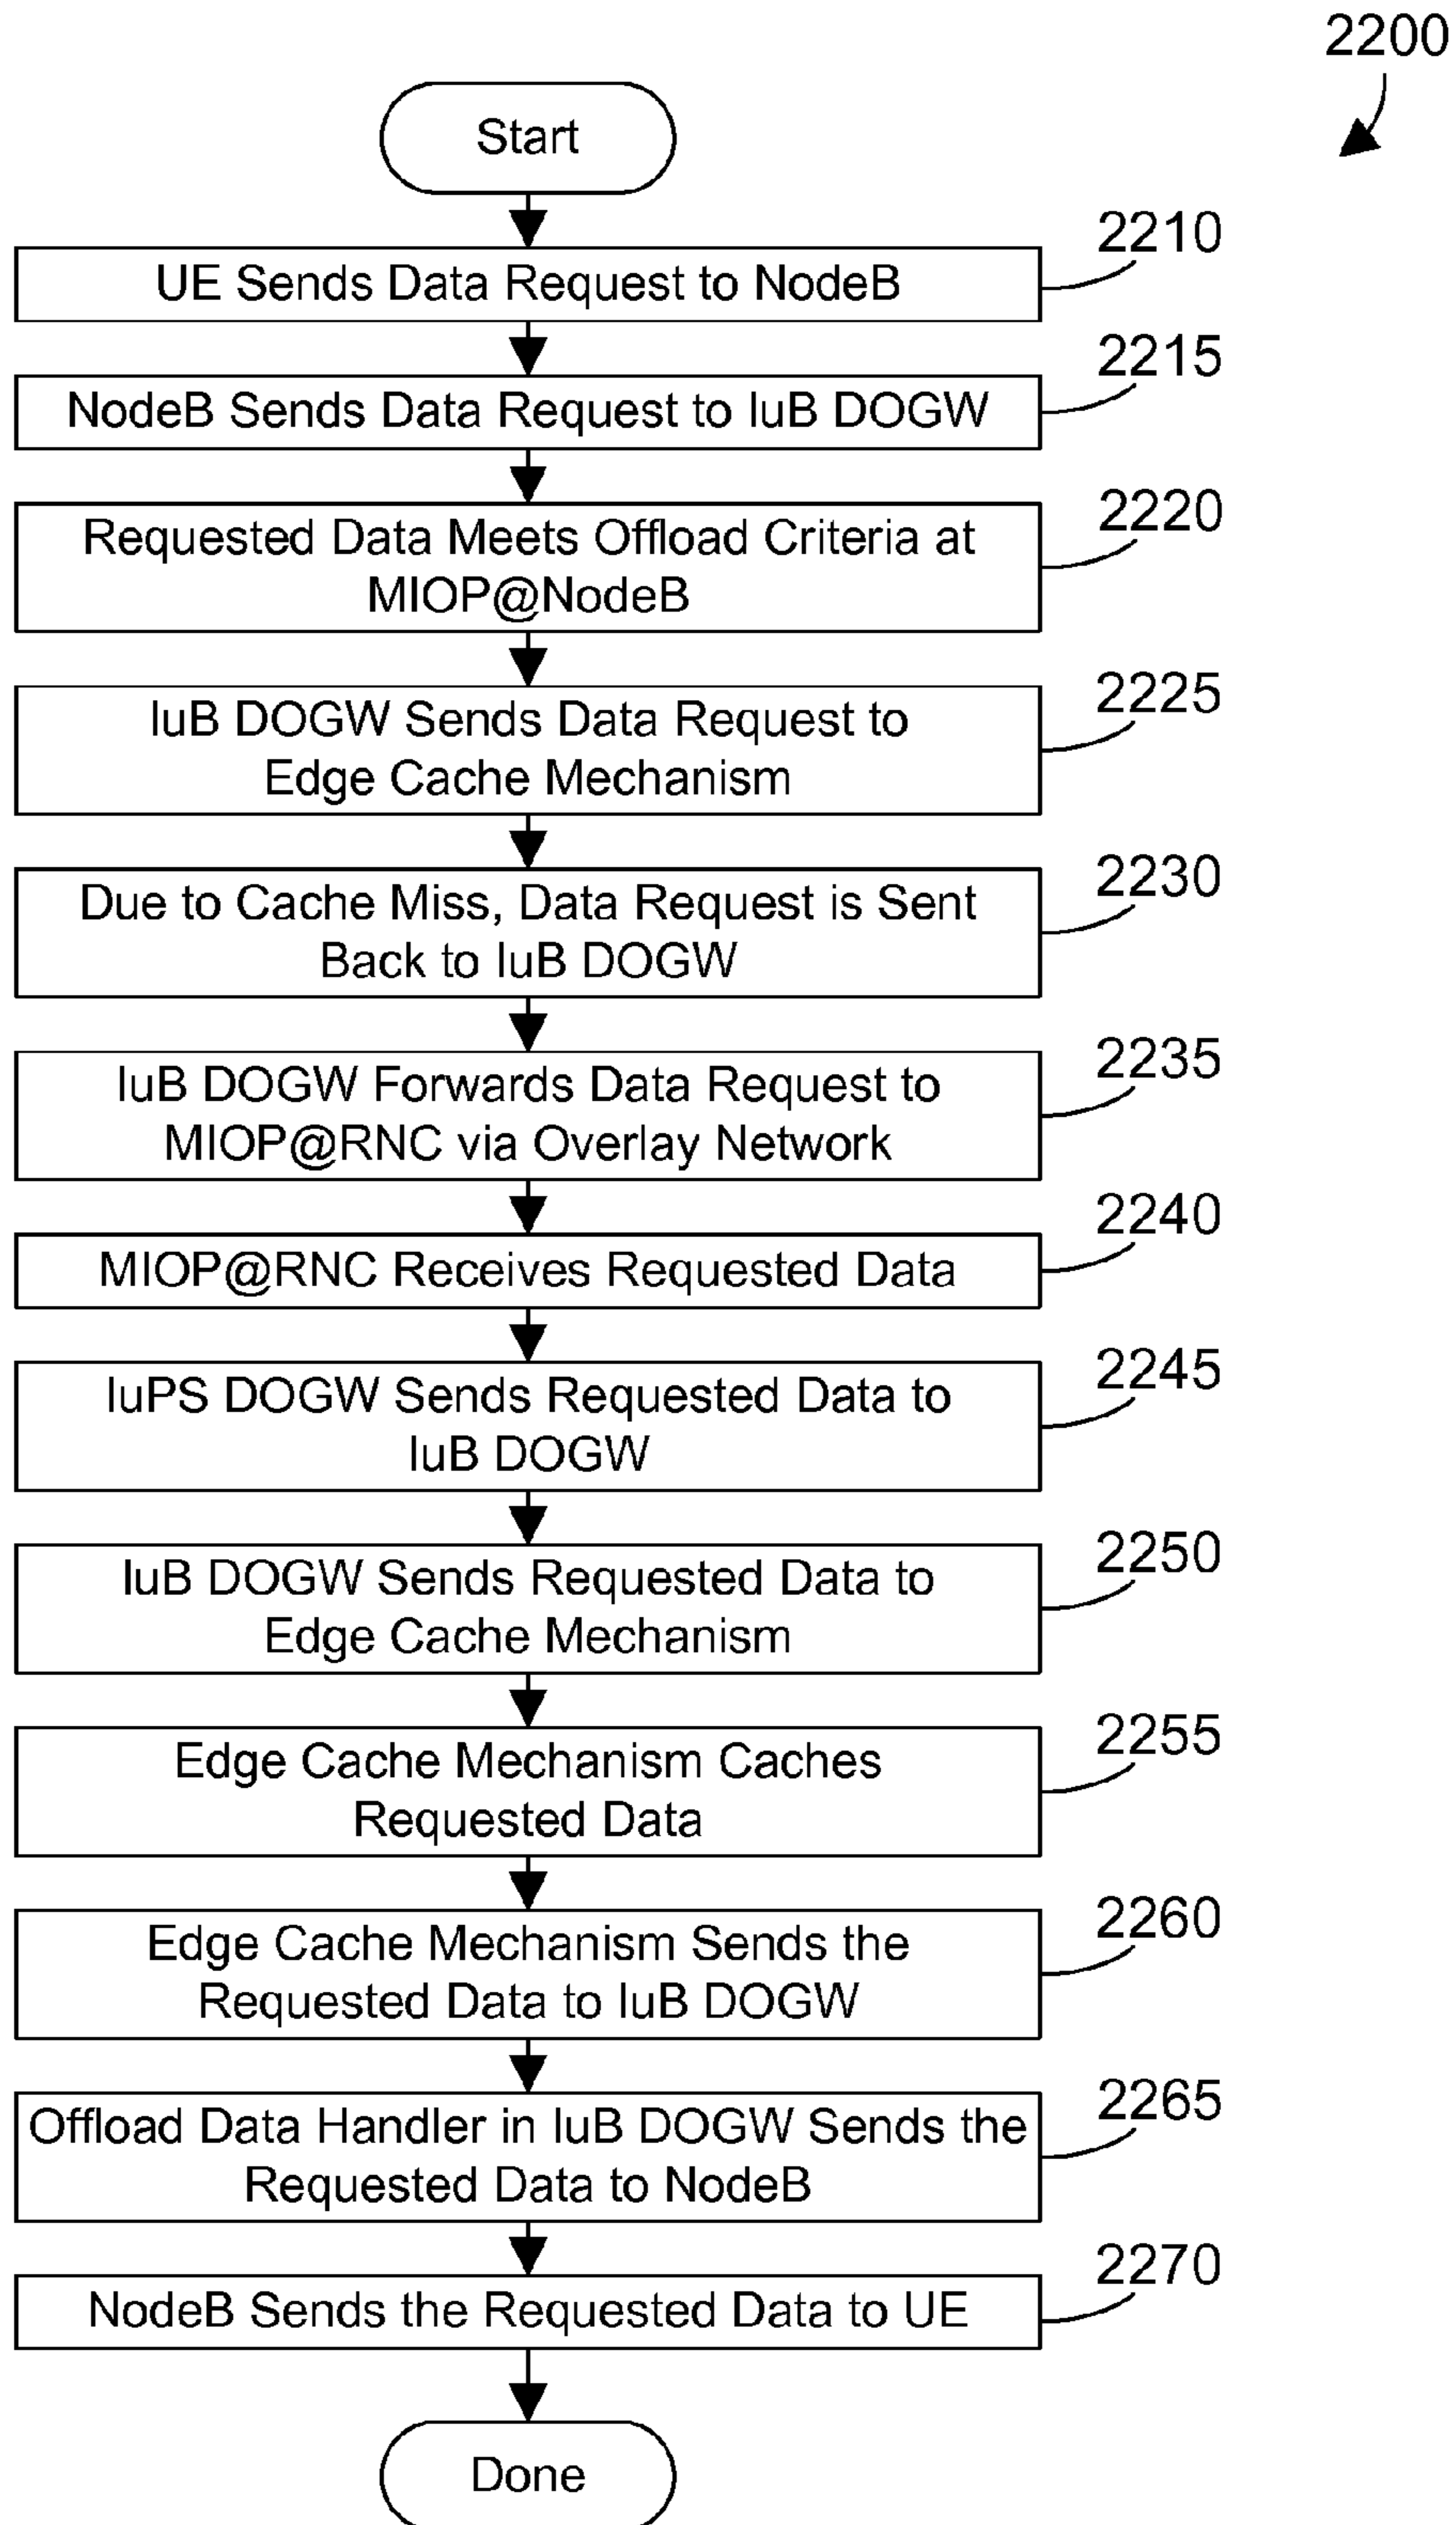 2200
Start
2210
UE Sends Data Request to NodeB
2215
NodeB Sends Data Request to IuB DOGW
2220
Requested Data Meets Offload Criteria at
MIOP@NodeB
2225
IuB DOGW Sends Data Request to
Edge Cache Mechanism
2230
Due to Cache Miss, Data Request is Sent
Back to IuB DOGW
2235
IuB DOGW Forwards Data Request to
MIOP@RNC via Overlay Network
2240
MIOP@RNC Receives Requested Data
2245
IuPS DOGW Sends Requested Data to
IuB DOGW
2250
IuB DOGW Sends Requested Data to
Edge Cache Mechanism
2255
Edge Cache Mechanism Caches
Requested Data
2260
Edge Cache Mechanism Sends the
Requested Data to IuB DOGW
2265
Offload Data Handler in IuB DOGW Sends the
Requested Data to NodeB
2270
NodeB Sends the Requested Data to UE
Done